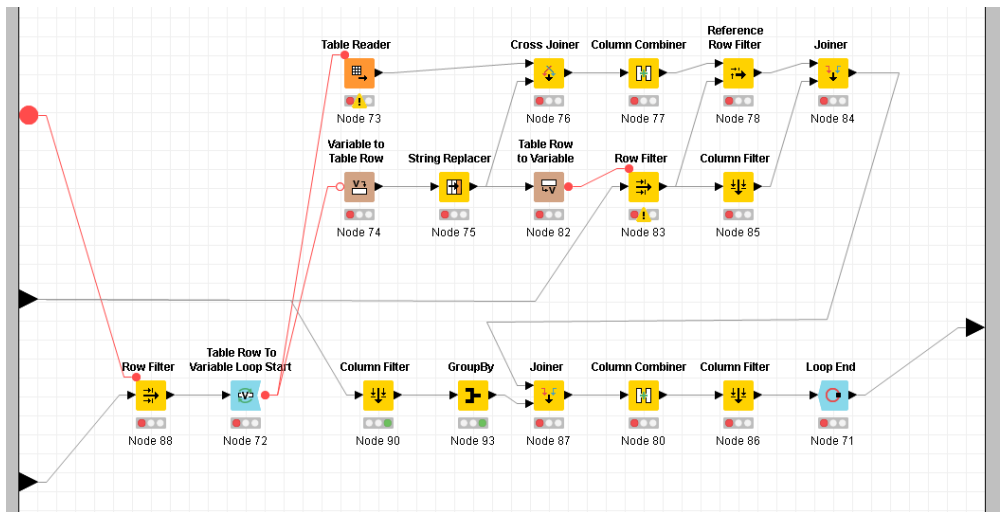 Table Reader
Node 73
Cross Joiner
Node 76
Column Combiner
Node 77
Reference
Row Filter
Node 78
Joiner
Node 84
Variable to
Table Row
Node 74
String Replacer
Node 75
Table Row
to Variable
Node 82
Row Filter
Node 83
Column Filter
Node 85
Row Filter
Node 88
Table Row To
Variable Loop Start
Node 72
Column Filter
Node 90
GroupBy
Node 93
Joiner
Node 87
Column Combiner
Node 80
Column Filter
Node 86
Loop End
Node 71